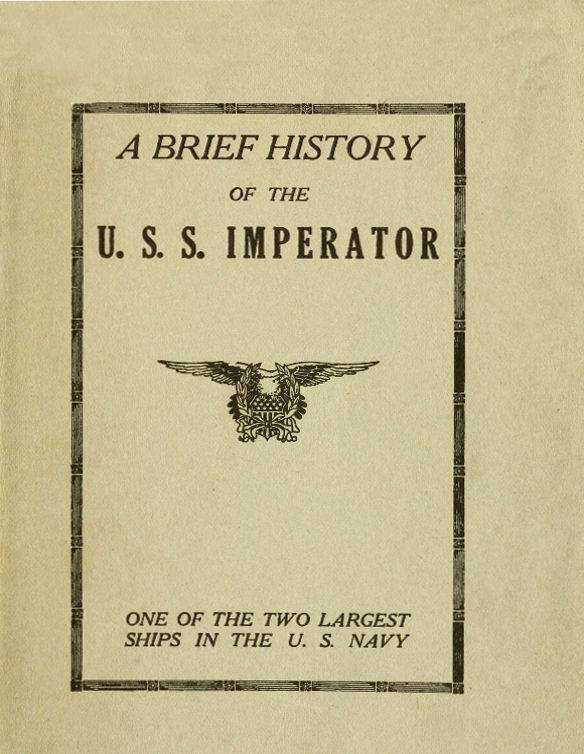 A BRIEF HISTORY
OF THE
U. S. S. IMPERATOR
ONE OF THE TWO LARGEST
SHIPS IN THE U. S. NAVY